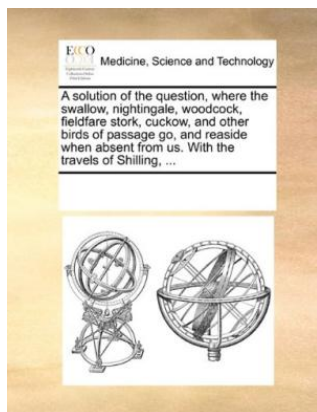 ECCO
Medicine, Science and Technology
A solution of the question, where the
swallow, nightingale, woodcock,
fieldfare stork, cuckow, and other
birds of passage go, and reaside
when absent from us. With the
travels of Shilling, ...